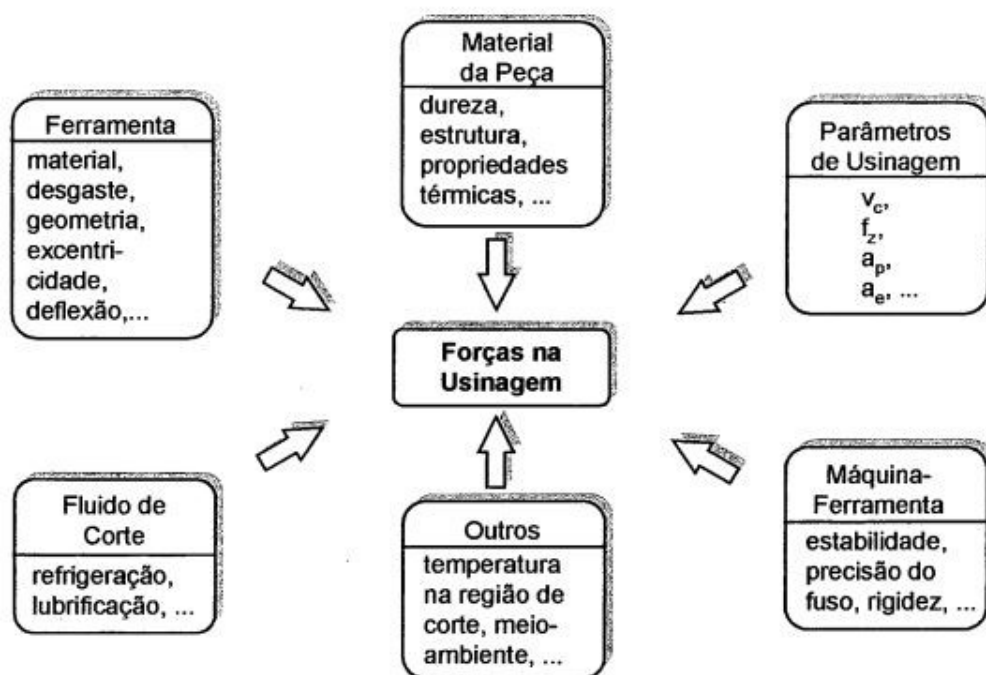 Material
da Peça
dureza,
estrutura,
propriedades
térmicas, ...
Ferramenta
material,
desgaste,
geometria,
excentri-
cidade,
deflexão,...
Parâmetros
de Usinagem
vc,
fz,
ap,
ae, ...
Forças na
Usinagem
Fluido de
Corte
refrigeração,
lubrificação, ...
Outros
temperatura
na região de
corte, meio-
ambiente, ...
Máquina-
Ferramenta
estabilidade,
precisão do
fuso, rigidez, ...